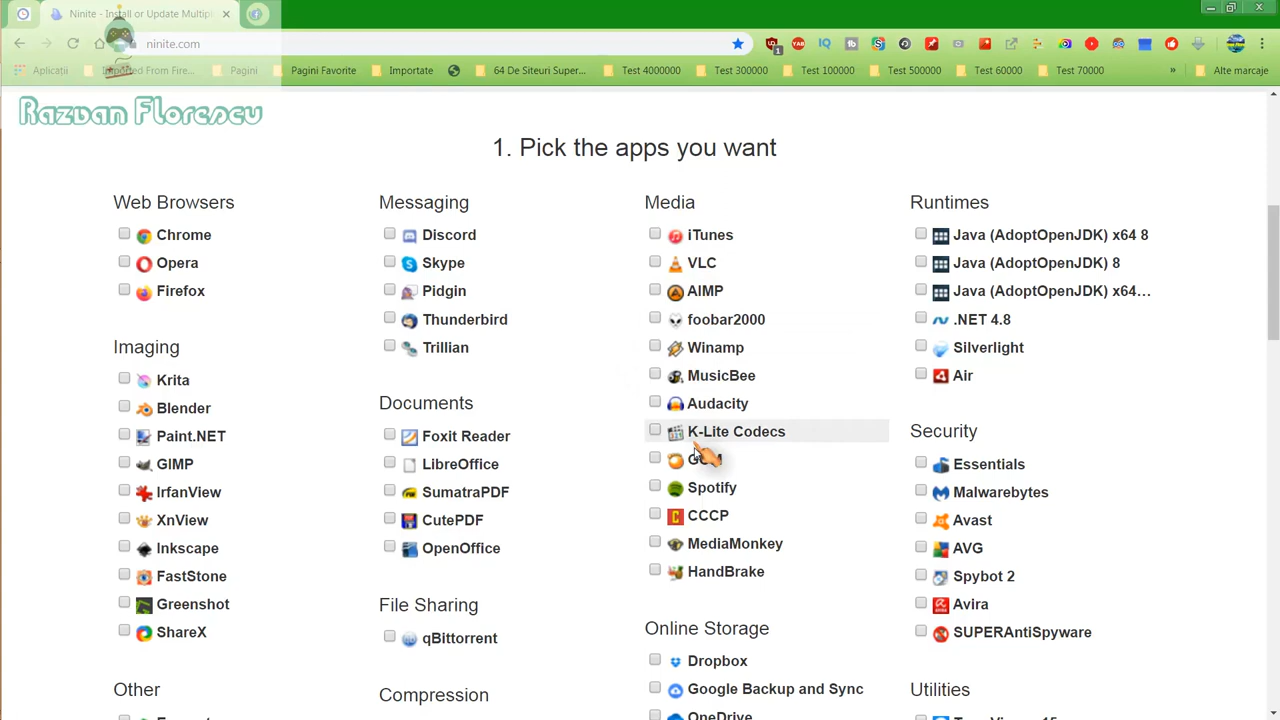 Ninite - Install or Update Multipl
ninite.com
Aplicații
Imported From Fire...
Pagini
Pagini Favorite
Importate
64 De Siteuri Super...
Test 4000000
Test 300000
Test 100000
Test 500000
Test 60000
Test 70000
»
Alte marcaje
Razvan Florescu
1. Pick the apps you want
Web Browsers
Chrome
Opera
Firefox
Imaging
Krita
Blender
Paint.NET
GIMP
IrfanView
XnView
Inkscape
FastStone
Greenshot
ShareX
Other
Messaging
Discord
Skype
Pidgin
Thunderbird
Trillian
Documents
Foxit Reader
LibreOffice
SumatraPDF
CutePDF
OpenOffice
File Sharing
qBittorrent
Compression
Media
iTunes
VLC
AIMP
foobar2000
Winamp
MusicBee
Audacity
K-Lite Codecs
GOM
Spotify
CCCP
MediaMonkey
HandBrake
Online Storage
Dropbox
Google Backup and Sync
OneDrive
Runtimes
Java (AdoptOpenJDK) x64 8
Java (AdoptOpenJDK) 8
Java (AdoptOpenJDK) x64...
.NET 4.8
Silverlight
Air
Security
Essentials
Malwarebytes
Avast
AVG
Spybot 2
Avira
SUPERAntiSpyware
Utilities
TeamViewer 15